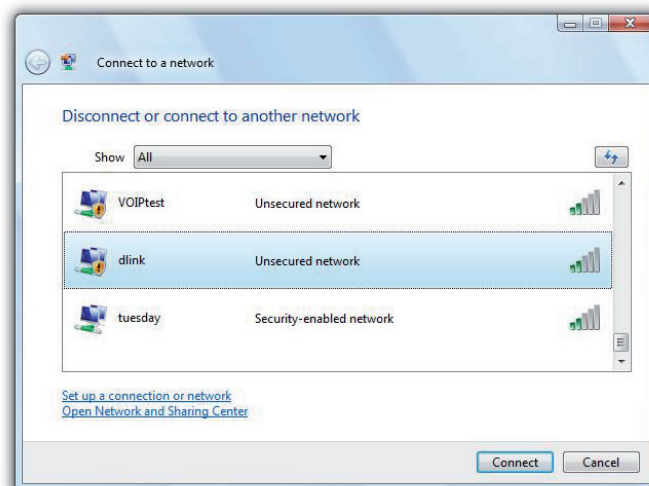 Connect to a network
Disconnect or connect to another network
Show All
VOIPtest Unsecured network
dlink Unsecured network
tuesday Security-enabled network
Set up a connection or network
Open Network and Sharing Center
Connect Cancel